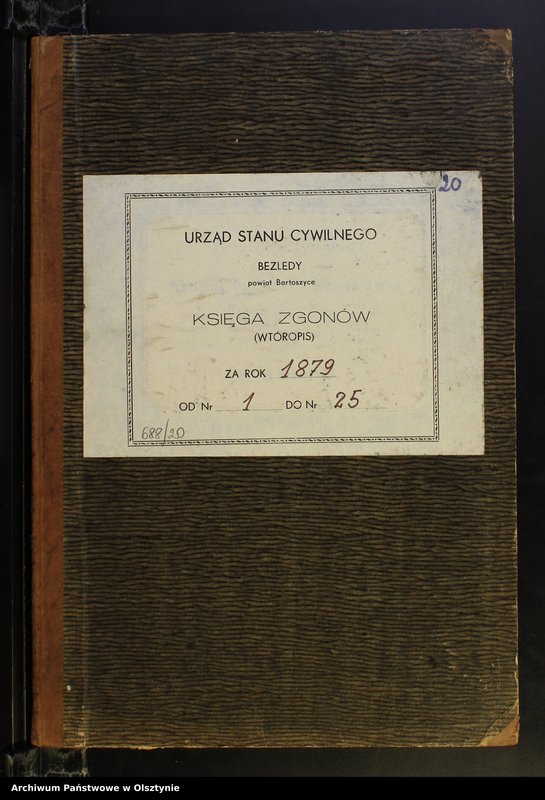 20
URZĄD STANU CYWILNEGO
BEZLEDY
powiat Bartoszyce
KSIĘGA ZGONÓW
(WTÓROPIS)
ZA ROK 1879
OD Nr 1 DO Nr 25
688/20
Archiwum Państwowe w Olsztynie